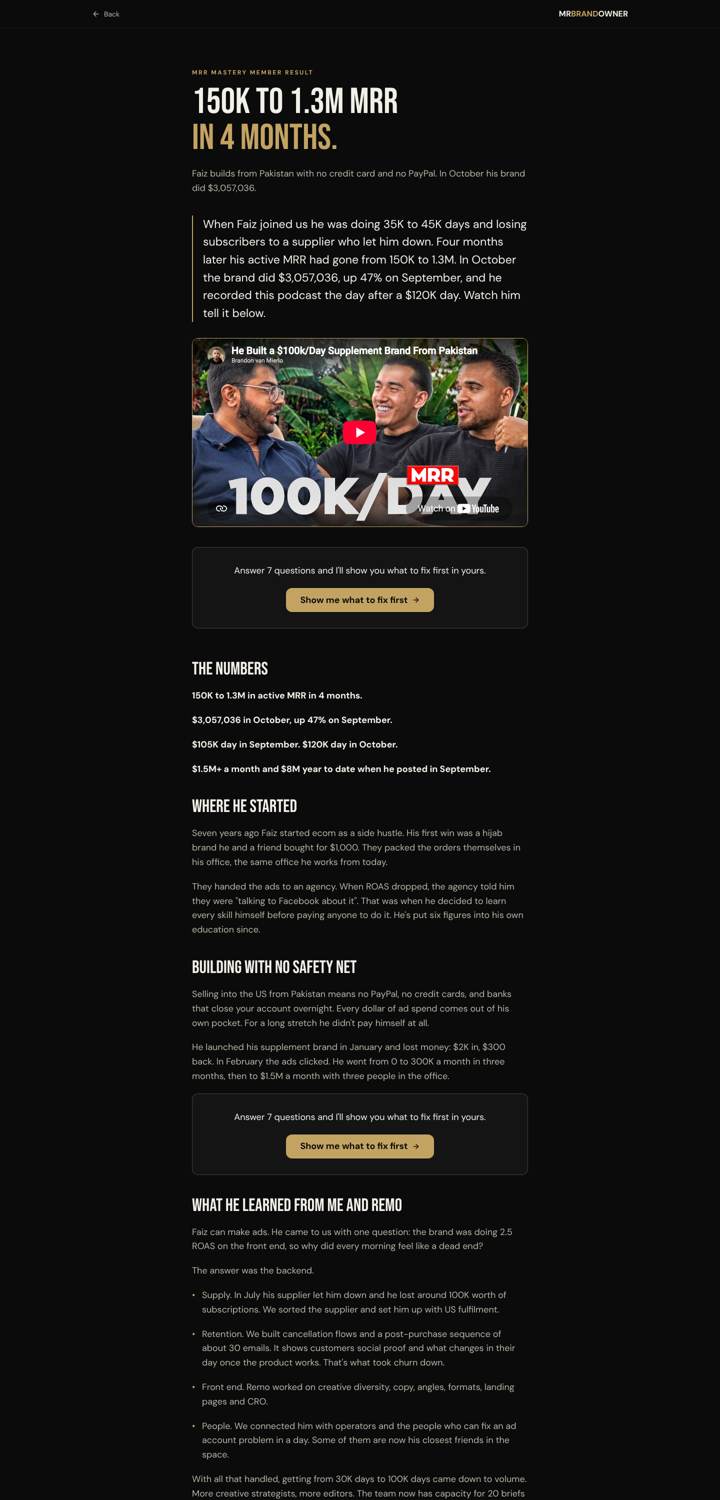 ← Back
MRBRANDOWNER
MRR MASTERY MEMBER RESULT
150K TO 1.3M MRR
IN 4 MONTHS.
Faiz builds from Pakistan with no credit card and no PayPal. In October his brand
did $3,057,036.
When Faiz joined us he was doing 35K to 45K days and losing
subscribers to a supplier who let him down. Four months
later his active MRR had gone from 150K to 1.3M. In October
the brand did $3,057,036, up 47% on September, and he
recorded this podcast the day after a $120K day. Watch him
tell it below.
He Built a $100k/Day Supplement Brand From Pakistan
Brandon van Mierlo
MRR
100K/DAY
Watch on YouTube
Answer 7 questions and I'll show you what to fix first in yours.
Show me what to fix first →
THE NUMBERS
150K to 1.3M in active MRR in 4 months.
$3,057,036 in October, up 47% on September.
$105K day in September. $120K day in October.
$1.5M+ a month and $8M year to date when he posted in September.
WHERE HE STARTED
Seven years ago Faiz started ecom as a side hustle. His first win was a hijab
brand he and a friend bought for $1,000. They packed the orders themselves in
his office, the same office he works from today.
They handed the ads to an agency. When ROAS dropped, the agency told him
they were "talking to Facebook about it". That was when he decided to learn
every skill himself before paying anyone to do it. He's put six figures into his own
education since.
BUILDING WITH NO SAFETY NET
Selling into the US from Pakistan means no PayPal, no credit cards, and banks
that close your account overnight. Every dollar of ad spend comes out of his
own pocket. For a long stretch he didn't pay himself at all.
He launched his supplement brand in January and lost money: $2K in, $300
back. In February the ads clicked. He went from 0 to 300K a month in three
months, then to $1.5M a month with three people in the office.
Answer 7 questions and I'll show you what to fix first in yours.
Show me what to fix first →
WHAT HE LEARNED FROM ME AND REMO
Faiz can make ads. He came to us with one question: the brand was doing 2.5
ROAS on the front end, so why did every morning feel like a dead end?
The answer was the backend.
• Supply. In July his supplier let him down and he lost around 100K worth of
subscriptions. We sorted the supplier and set him up with US fulfilment.
• Retention. We built cancellation flows and a post-purchase sequence of
about 30 emails. It shows customers social proof and what changes in their
day once the product works. That's what took churn down.
• Front end. Remo worked on creative diversity, copy, angles, formats, landing
pages and CRO.
• People. We connected him with operators and the people who can fix an ad
account problem in a day. Some of them are now his closest friends in the
space.
With all that handled, getting from 30K days to 100K days came down to volume.
More creative strategists, more editors. The team now has capacity for 20 briefs